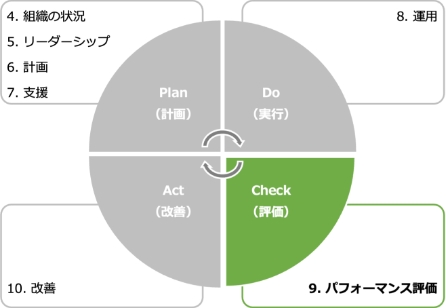 4. 組織の状況
5. リーダーシップ
6. 計画
7. 支援
8. 運用
Plan
（計画）
Do
（実行）
Act
（改善）
Check
（評価）
10. 改善
9. パフォーマンス評価